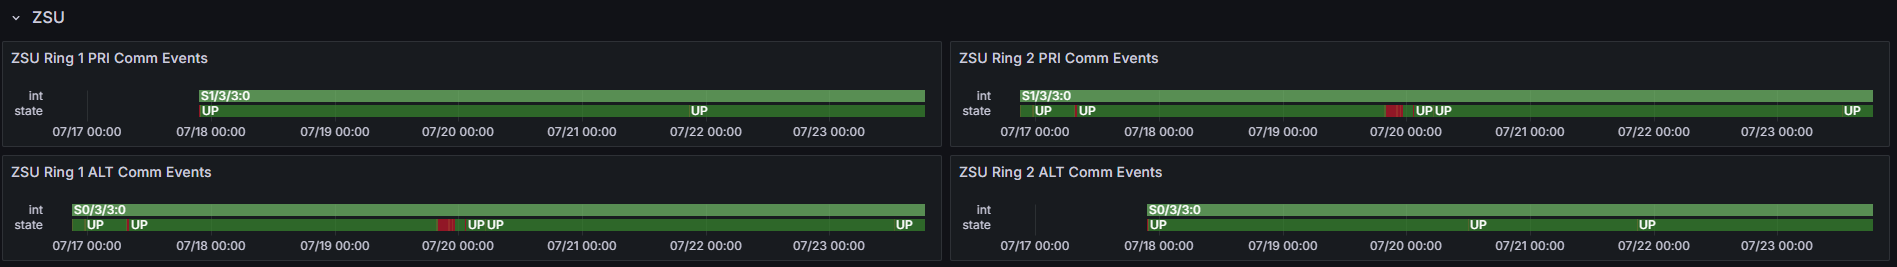 ZSU
ZSU Ring 1 PRI Comm Events
int S1/3/3:0
state UP UP
07/17 00:00 07/18 00:00 07/19 00:00 07/20 00:00 07/21 00:00 07/22 00:00 07/23 00:00
ZSU Ring 2 PRI Comm Events
int S1/3/3:0
state UP UP UP UP UP
07/17 00:00 07/18 00:00 07/19 00:00 07/20 00:00 07/21 00:00 07/22 00:00 07/23 00:00
ZSU Ring 1 ALT Comm Events
int S0/3/3:0
state UP UP UP UP UP
07/17 00:00 07/18 00:00 07/19 00:00 07/20 00:00 07/21 00:00 07/22 00:00 07/23 00:00
ZSU Ring 2 ALT Comm Events
int S0/3/3:0
state UP UP UP
07/17 00:00 07/18 00:00 07/19 00:00 07/20 00:00 07/21 00:00 07/22 00:00 07/23 00:00